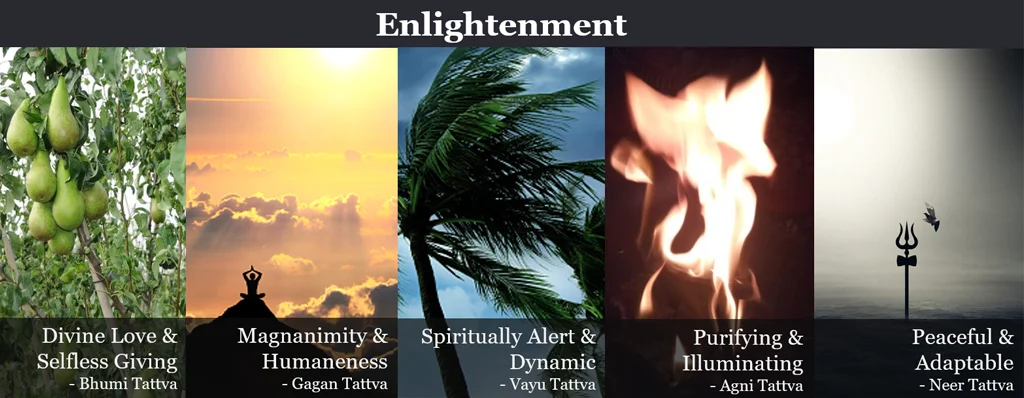 Enlightenment
Divine Love &
Selfless Giving
- Bhumi Tattva
Magnanimity &
Humaneness
- Gagan Tattva
Spiritually Alert &
Dynamic
- Vayu Tattva
Purifying &
Illuminating
- Agni Tattva
Peaceful &
Adaptable
- Neer Tattva